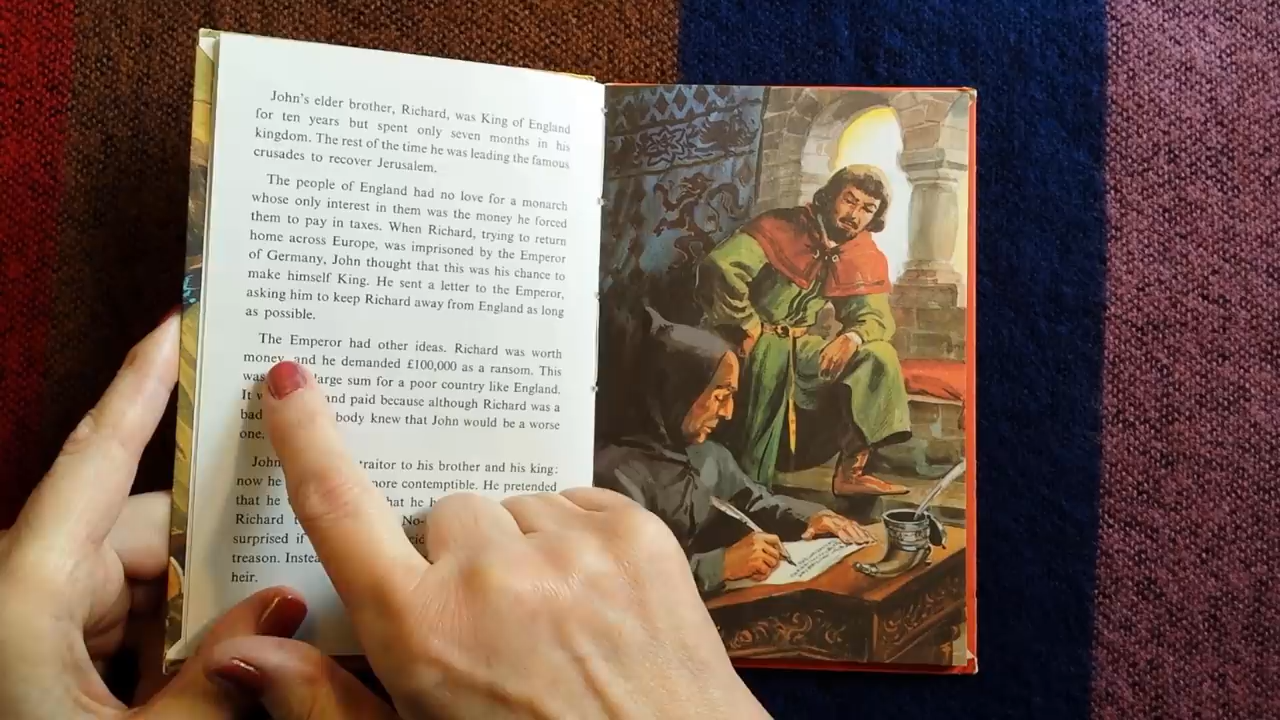 John's elder brother, Richard, was King of England
for ten years but spent only seven months in his
kingdom. The rest of the time he was leading the famous
crusades to recover Jerusalem.
The people of England had no love for a monarch
whose only interest in them was the money he forced
them to pay in taxes. When Richard, trying to return
home across Europe, was imprisoned by the Emperor
of Germany, John thought that this was his chance to
make himself King. He sent a letter to the Emperor,
asking him to keep Richard away from England as long
as possible.
The Emperor had other ideas. Richard was worth
money, and he demanded £100,000 as a ransom. This
was large sum for a poor country like England.
It and paid because although Richard was a
bad body knew that John would be a worse
one.
John traitor to his brother and his king:
now he more contemptible. He pretended
that he
Richard No-
surprised if
treason.
heir.